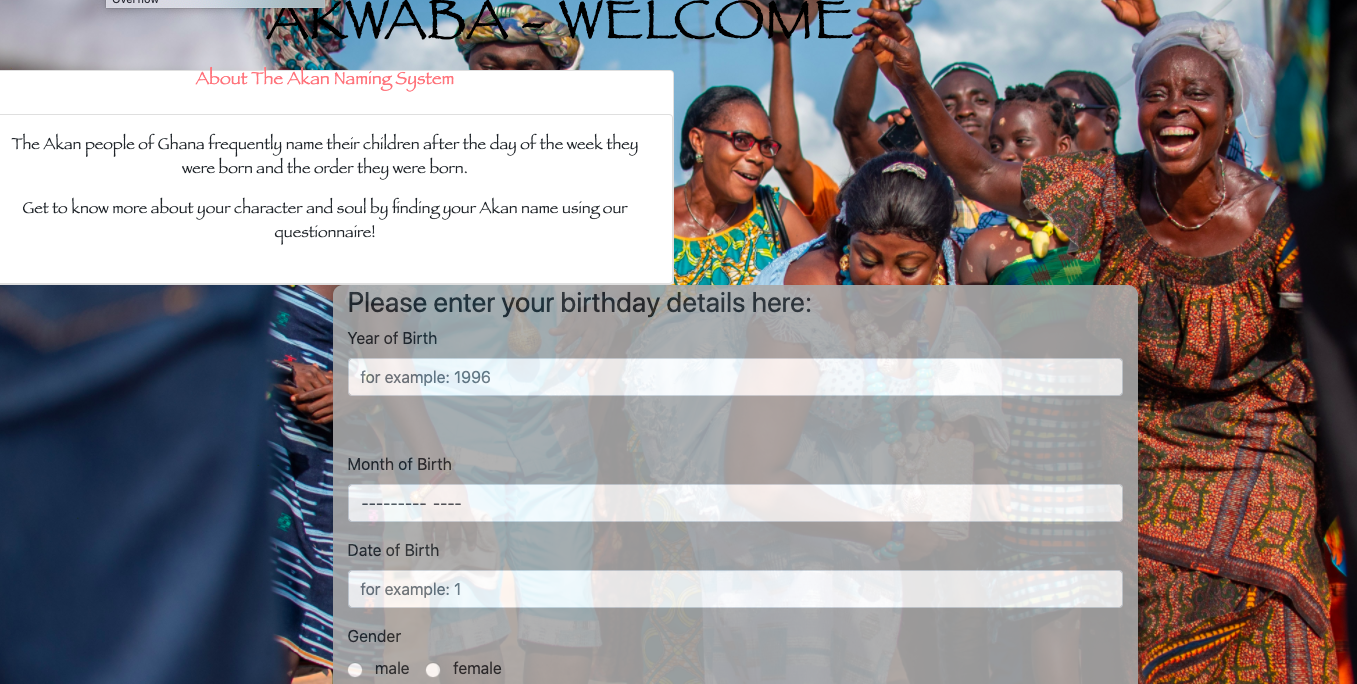 AKWABA - WELCOME
About The Akan Naming System
The Akan people of Ghana frequently name their children after the day of the week they
were born and the order they were born.
Get to know more about your character and soul by finding your Akan name using our
questionnaire!
Please enter your birthday details here:
Year of Birth
for example: 1996
Month of Birth
--------- ----
Date of Birth
for example: 1
Gender
male female